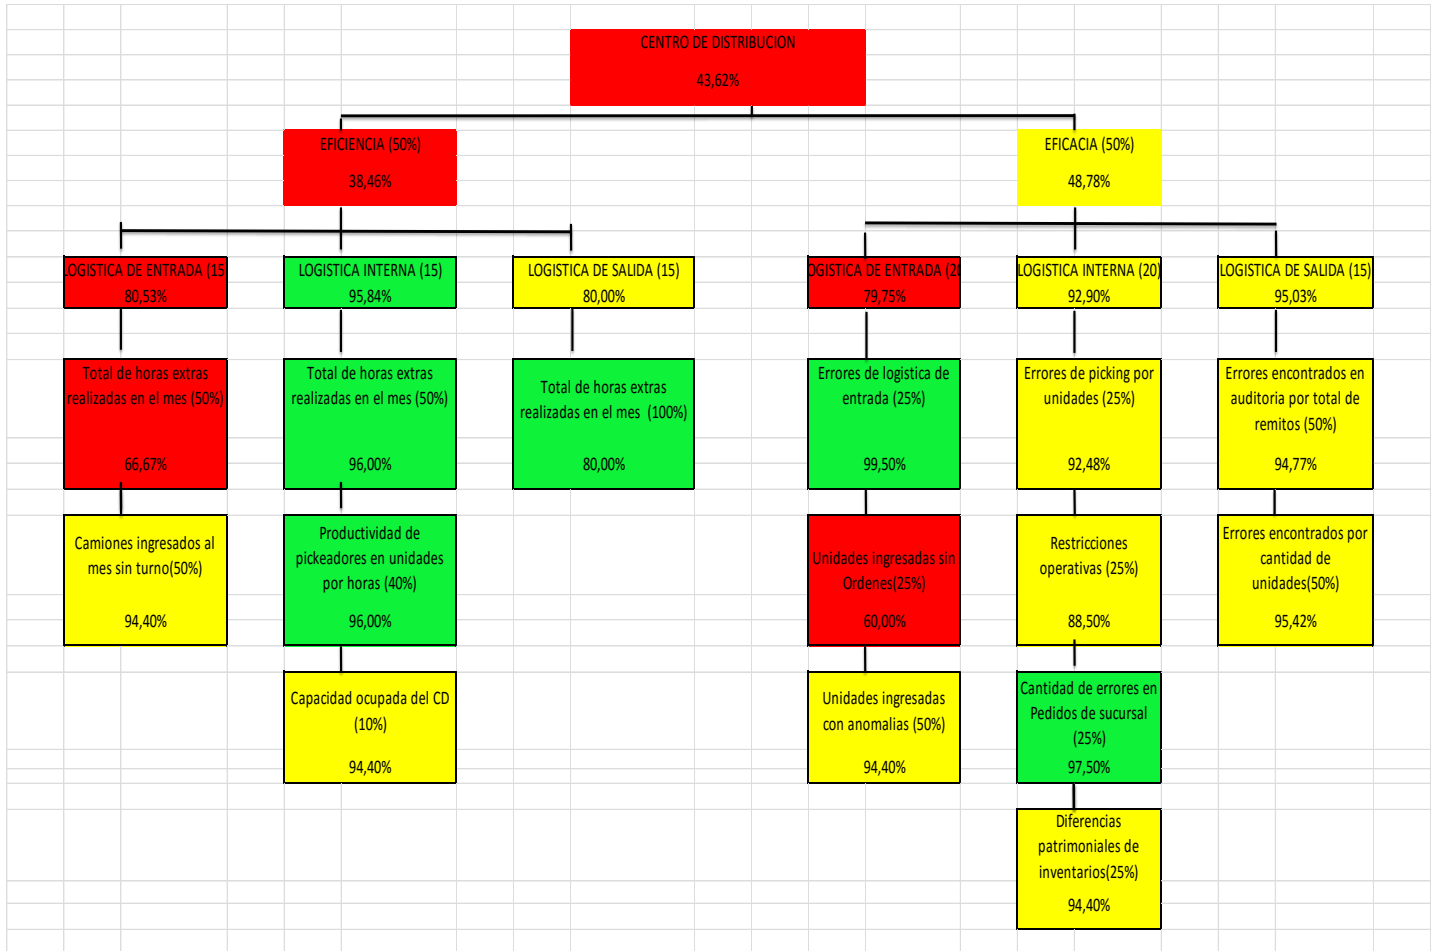 CENTRO DE DISTRIBUCION
43,62%
EFICIENCIA (50%)
38,46%
EFICACIA (50%)
48,78%
LOGISTICA DE ENTRADA (15
80,53%
LOGISTICA INTERNA (15)
95,84%
LOGISTICA DE SALIDA (15)
80,00%
OGISTICA DE ENTRADA (20
79,75%
LOGISTICA INTERNA (20)
92,90%
LOGISTICA DE SALIDA (15)
95,03%
Total de horas extras
realizadas en el mes (50%)
66,67%
Total de horas extras
realizadas en el mes (50%)
96,00%
Total de horas extras
realizadas en el mes (100%)
80,00%
Errores de logistica de
entrada (25%)
99,50%
Errores de picking por
unidades (25%)
92,48%
Errores encontrados en
auditoria por total de
remitos (50%)
94,77%
Camiones ingresados al
mes sin turno(50%)
94,40%
Productividad de
pickeadores en unidades
por horas (40%)
96,00%
Unidades ingresadas sin
Ordenes(25%)
60,00%
Restricciones
operativas (25%)
88,50%
Errores encontrados por
cantidad de
unidades(50%)
95,42%
Capacidad ocupada del CD
(10%)
94,40%
Unidades ingresadas
con anomalias (50%)
94,40%
Cantidad de errores en
Pedidos de sucursal
(25%)
97,50%
Diferencias
patrimoniales de
inventarios(25%)
94,40%